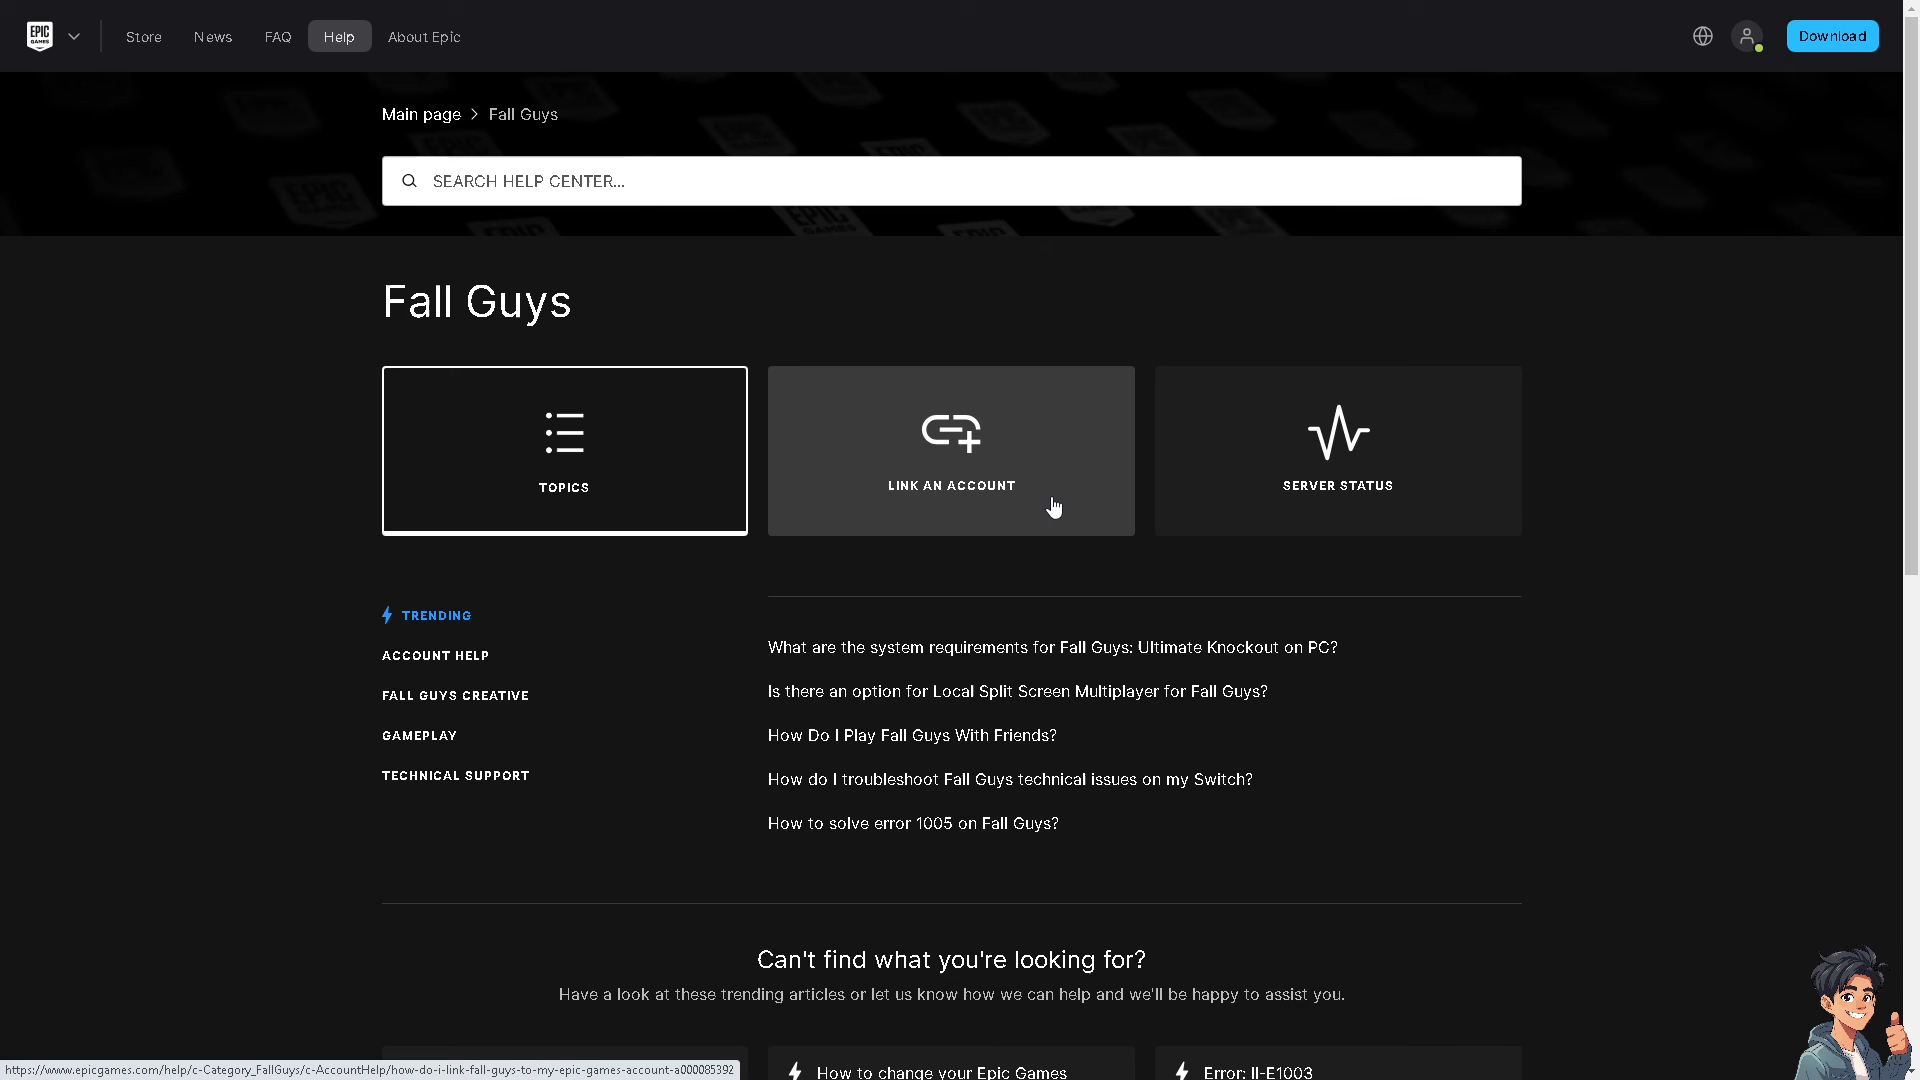 EPIC
GAMES
Store
News
FAQ
Help
About Epic
Download
Main page > Fall Guys
SEARCH HELP CENTER...
Fall Guys
TOPICS
LINK AN ACCOUNT
SERVER STATUS
TRENDING
ACCOUNT HELP
FALL GUYS CREATIVE
GAMEPLAY
TECHNICAL SUPPORT
What are the system requirements for Fall Guys: Ultimate Knockout on PC?
Is there an option for Local Split Screen Multiplayer for Fall Guys?
How Do I Play Fall Guys With Friends?
How do I troubleshoot Fall Guys technical issues on my Switch?
How to solve error 1005 on Fall Guys?
Can't find what you're looking for?
Have a look at these trending articles or let us know how we can help and we'll be happy to assist you.
How to change your Epic Games
Error: II-E1003
https://www.epicgames.com/help/c-Category_FallGuys/c-AccountHelp/how-do-i-link-fall-guys-to-my-epic-games-account-a000085392